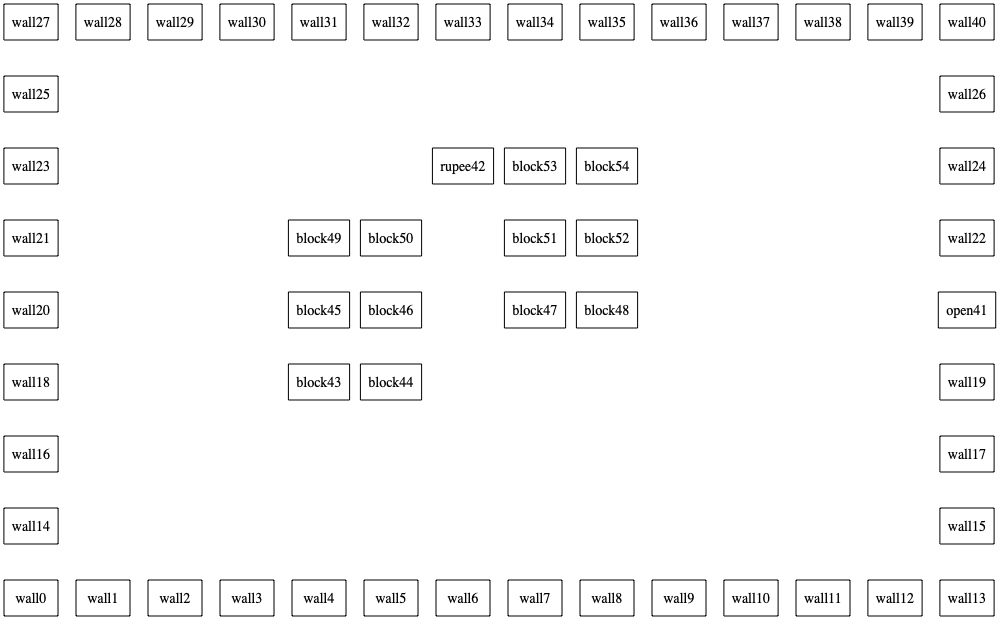 wall27 wall28 wall29 wall30 wall31 wall32 wall33 wall34 wall35 wall36 wall37 wall38 wall39 wall40
wall25 wall26
wall23 rupee42 block53 block54 wall24
wall21 block49 block50 block51 block52 wall22
wall20 block45 block46 block47 block48 open41
wall18 block43 block44 wall19
wall16 wall17
wall14 wall15
wall0 wall1 wall2 wall3 wall4 wall5 wall6 wall7 wall8 wall9 wall10 wall11 wall12 wall13